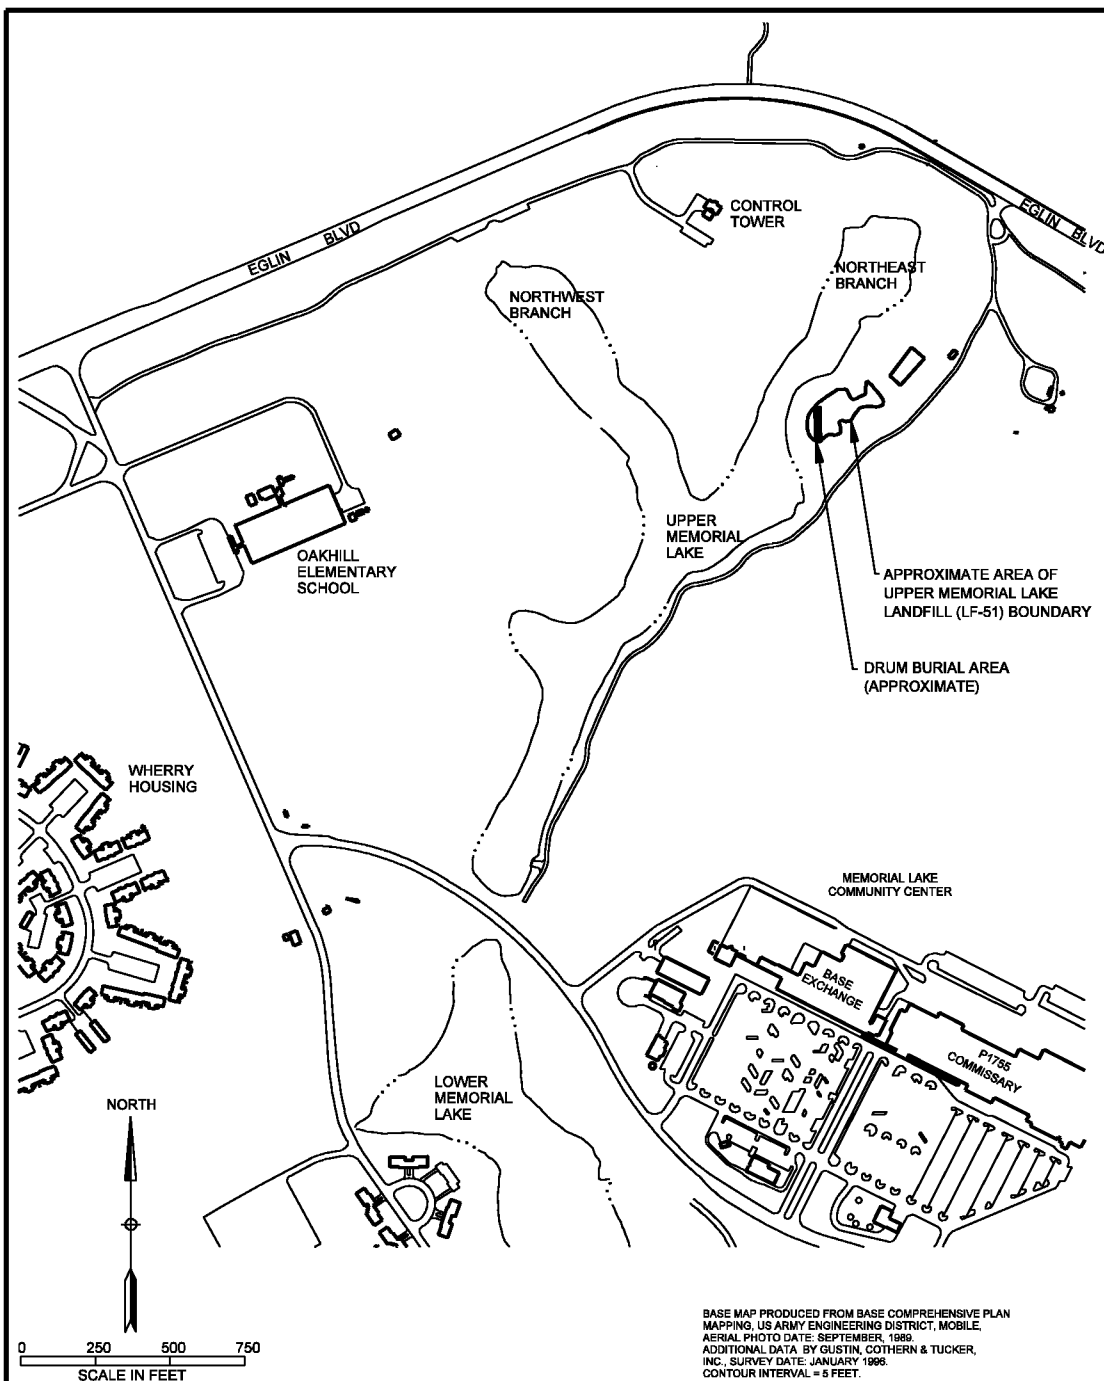 CONTROL
TOWER
EGLIN BLVD
EGLIN BLVD
NORTHWEST
BRANCH
NORTHEAST
BRANCH
UPPER
MEMORIAL
LAKE
OAKHILL
ELEMENTARY
SCHOOL
APPROXIMATE AREA OF
UPPER MEMORIAL LAKE
LANDFILL (LF-51) BOUNDARY
DRUM BURIAL AREA
(APPROXIMATE)
WHERRY
HOUSING
MEMORIAL LAKE
COMMUNITY CENTER
BASE
EXCHANGE
P1755
COMMISSARY
LOWER
MEMORIAL
LAKE
NORTH
0 250 500 750
SCALE IN FEET
BASE MAP PRODUCED FROM BASE COMPREHENSIVE PLAN
MAPPING, US ARMY ENGINEERING DISTRICT, MOBILE,
AERIAL PHOTO DATE: SEPTEMBER, 1989.
ADDITIONAL DATA BY GUSTIN, COTHERN & TUCKER,
INC., SURVEY DATE: JANUARY 1996.
CONTOUR INTERVAL = 5 FEET.